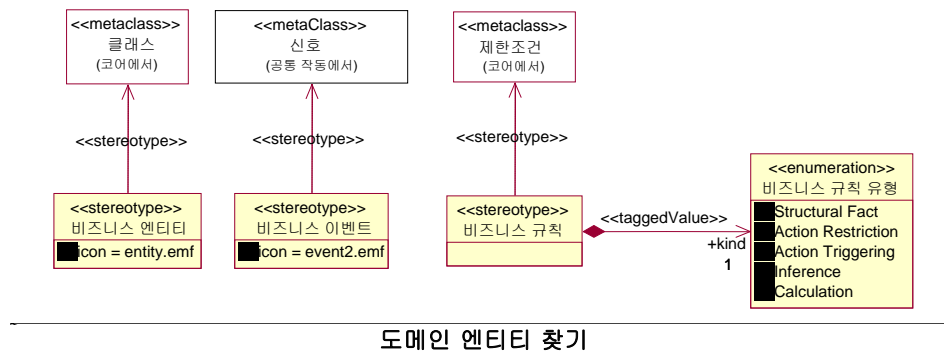 <<metaclass>>
클래스
(코어에서)
<<metaClass>>
신호
(공통 작동에서)
<<metaclass>>
제한조건
(코어에서)
<<stereotype>>
<<stereotype>>
<<stereotype>>
<<stereotype>>
비즈니스 엔티티
icon = entity.emf
<<stereotype>>
비즈니스 이벤트
icon = event2.emf
<<stereotype>>
비즈니스 규칙
<<taggedValue>>
+kind
1
<<enumeration>>
비즈니스 규칙 유형
Structural Fact
Action Restriction
Action Triggering
Inference
Calculation
도메인 엔티티 찾기